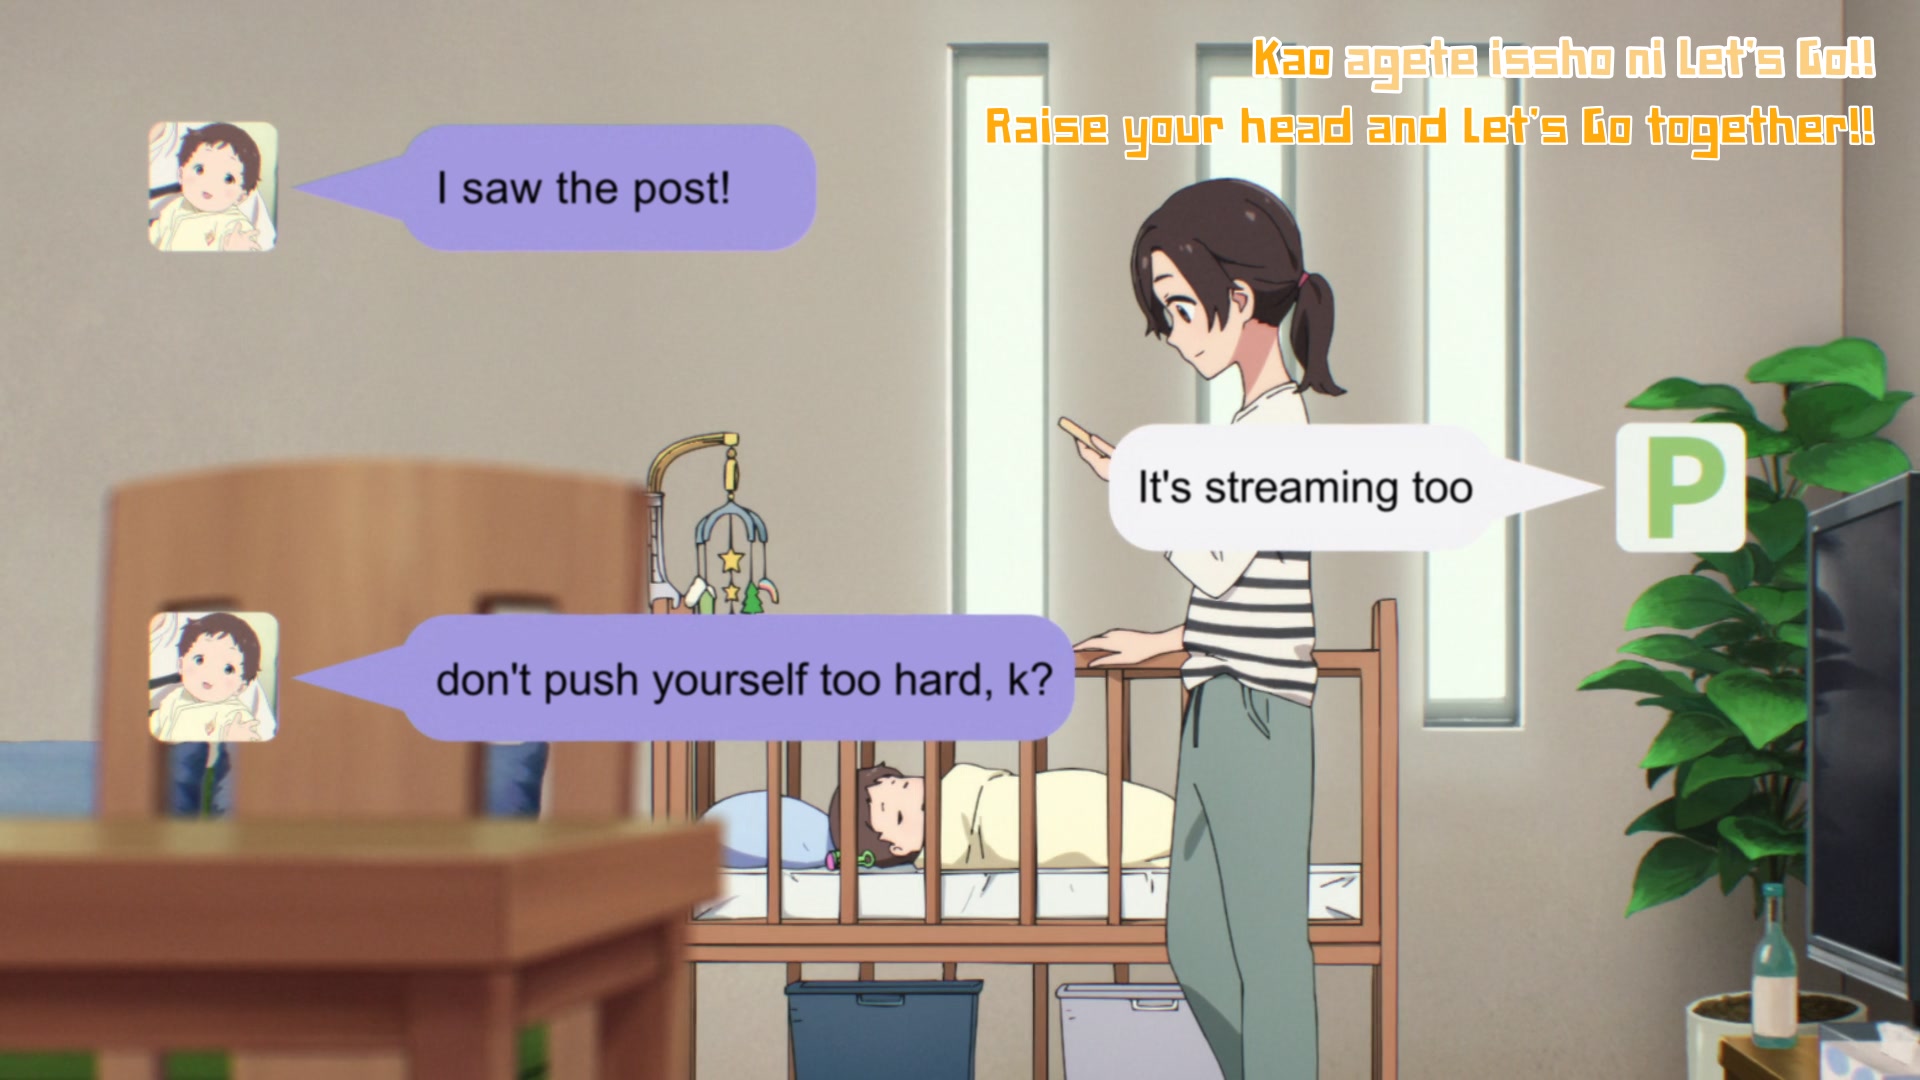 Kao agete issho ni Let's Go!!
Raise your head and Let's Go together!!
I saw the post!
It's streaming too
P
don't push yourself too hard, k?